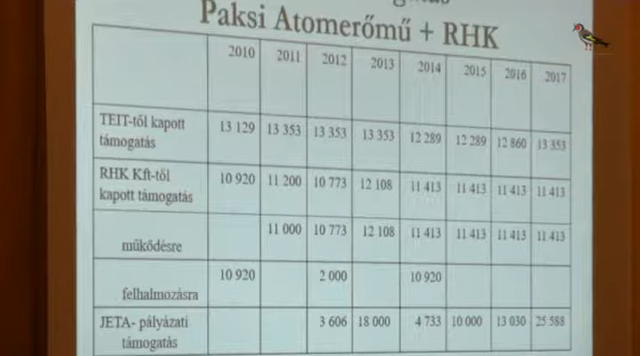 Paksi Atomerőmű + RHK
2010 2011 2012 2013 2014 2015 2016 2017
TEIT-től kapott támogatás 13 129 13 353 13 353 13 353 12 289 12 289 12 860 13 353
RHK Kft-től kapott támogatás 10 920 11 200 10 773 12 108 11 413 11 413 11 413 11 413
működésre 11 000 10 773 12 108 11 413 11 413 11 413 11 413
felhalmozásra 10 920 2 000 10 920
JETA- pályázati támogatás 3 606 18 000 4 733 10 000 13 030 25 588